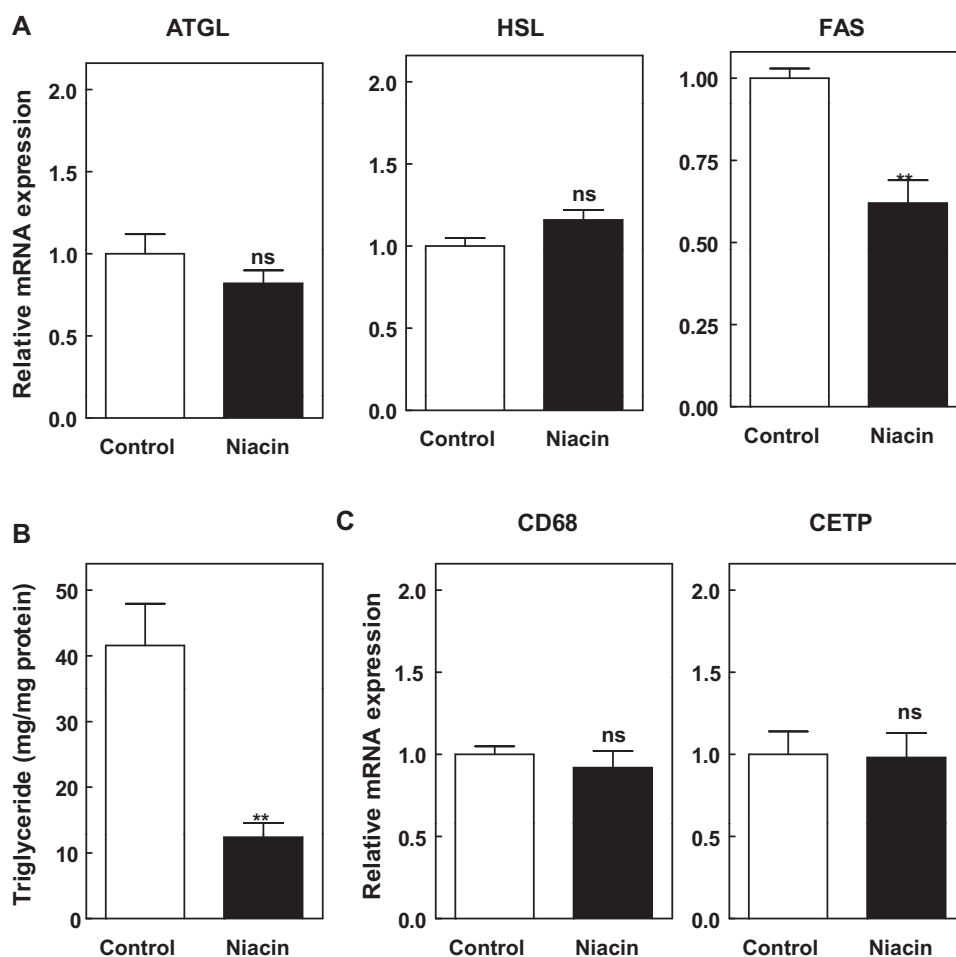 A
ATGL
HSL
FAS
Relative mRNA expression
2.0
1.5
1.0
0.5
0.0
ns
Control Niacin
2.0
1.5
1.0
0.5
0.0
ns
Control Niacin
1.00
0.75
0.50
0.25
0.00
**
Control Niacin
B
Triglyceride (mg/mg protein)
50
40
30
20
10
0
**
Control Niacin
C
CD68
CETP
Relative mRNA expression
2.0
1.5
1.0
0.5
0.0
ns
Control Niacin
2.0
1.5
1.0
0.5
0.0
ns
Control Niacin